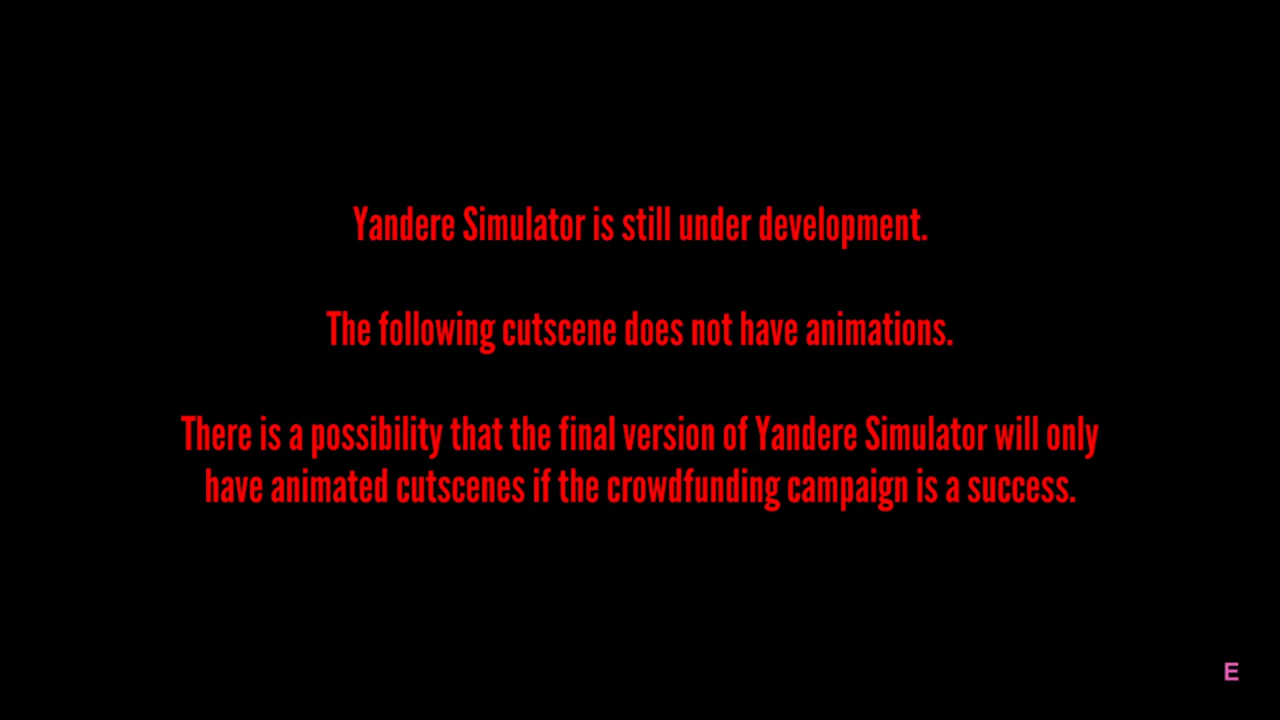 Yandere Simulator is still under development.
The following cutscene does not have animations.
There is a possibility that the final version of Yandere Simulator will only
have animated cutscenes if the crowdfunding campaign is a success.
E